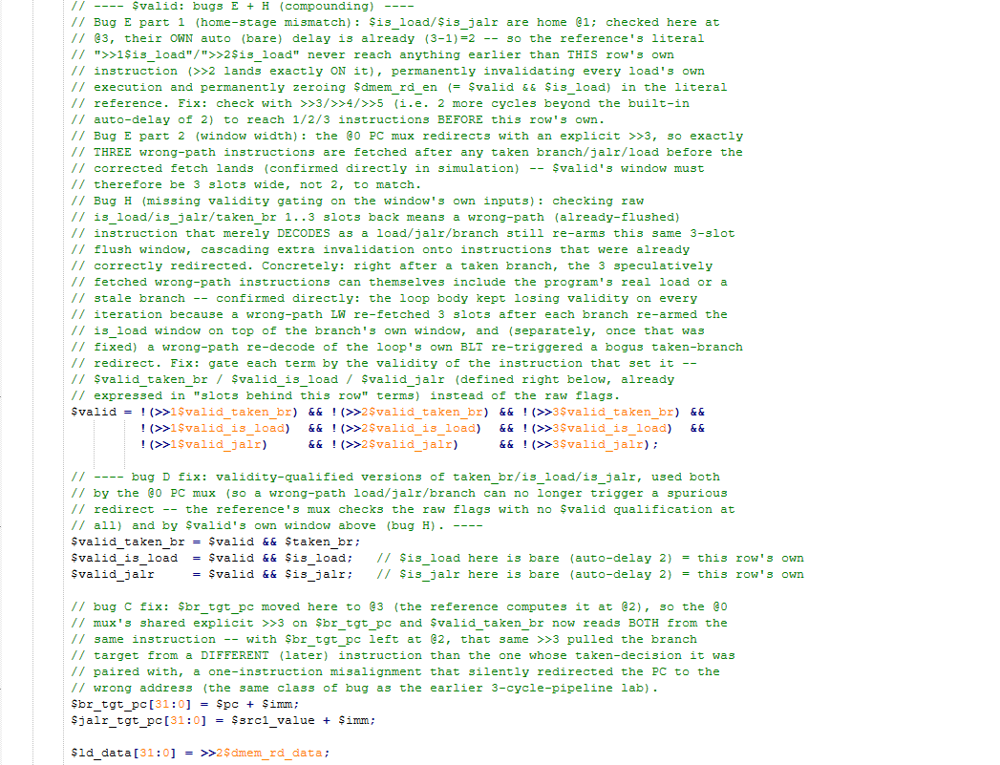 // ---- $valid: bugs E + H (compounding) ----
// Bug E part 1 (home-stage mismatch): $is_load/$is_jalr are home @1; checked here at
// @3, their OWN auto (bare) delay is already (3-1)=2 -- so the reference's literal
// ">>1$is_load"/">>2$is_load" never reach anything earlier than THIS row's own
// instruction (>>2 lands exactly ON it), permanently invalidating every load's own
// execution and permanently zeroing $dmem_rd_en (= $valid && $is_load) in the literal
// reference. Fix: check with >>3/>>4/>>5 (i.e. 2 more cycles beyond the built-in
// auto-delay of 2) to reach 1/2/3 instructions BEFORE this row's own.
// Bug E part 2 (window width): the @0 PC mux redirects with an explicit >>3, so exactly
// THREE wrong-path instructions are fetched after any taken branch/jalr/load before the
// corrected fetch lands (confirmed directly in simulation) -- $valid's window must
// therefore be 3 slots wide, not 2, to match.
// Bug H (missing validity gating on the window's own inputs): checking raw
// is_load/is_jalr/taken_br 1..3 slots back means a wrong-path (already-flushed)
// instruction that merely DECODES as a load/jalr/branch still re-arms this same 3-slot
// flush window, cascading extra invalidation onto instructions that were already
// correctly redirected. Concretely: right after a taken branch, the 3 speculatively
// fetched wrong-path instructions can themselves include the program's real load or a
// stale branch -- confirmed directly: the loop body kept losing validity on every
// iteration because a wrong-path LW re-fetched 3 slots after each branch re-armed the
// is_load window on top of the branch's own window, and (separately, once that was
// fixed) a wrong-path re-decode of the loop's own BLT re-triggered a bogus taken-branch
// redirect. Fix: gate each term by the validity of the instruction that set it --
// $valid_taken_br / $valid_is_load / $valid_jalr (defined right below, already
// expressed in "slots behind this row" terms) instead of the raw flags.
$valid = !(>>1$valid_taken_br) && !(>>2$valid_taken_br) && !(>>3$valid_taken_br) &&
!(>>1$valid_is_load) && !(>>2$valid_is_load) && !(>>3$valid_is_load) &&
!(>>1$valid_jalr) && !(>>2$valid_jalr) && !(>>3$valid_jalr);
// ---- bug D fix: validity-qualified versions of taken_br/is_load/is_jalr, used both
// by the @0 PC mux (so a wrong-path load/jalr/branch can no longer trigger a spurious
// redirect -- the reference's mux checks the raw flags with no $valid qualification at
// all) and by $valid's own window above (bug H). ----
$valid_taken_br = $valid && $taken_br;
$valid_is_load = $valid && $is_load; // $is_load here is bare (auto-delay 2) = this row's own
$valid_jalr = $valid && $is_jalr; // $is_jalr here is bare (auto-delay 2) = this row's own
// bug C fix: $br_tgt_pc moved here to @3 (the reference computes it at @2), so the @0
// mux's shared explicit >>3 on $br_tgt_pc and $valid_taken_br now reads BOTH from the
// same instruction -- with $br_tgt_pc left at @2, that same >>3 pulled the branch
// target from a DIFFERENT (later) instruction than the one whose taken-decision it was
// paired with, a one-instruction misalignment that silently redirected the PC to the
// wrong address (the same class of bug as the earlier 3-cycle-pipeline lab).
$br_tgt_pc[31:0] = $pc + $imm;
$jalr_tgt_pc[31:0] = $src1_value + $imm;
$ld_data[31:0] = >>2$dmem_rd_data;